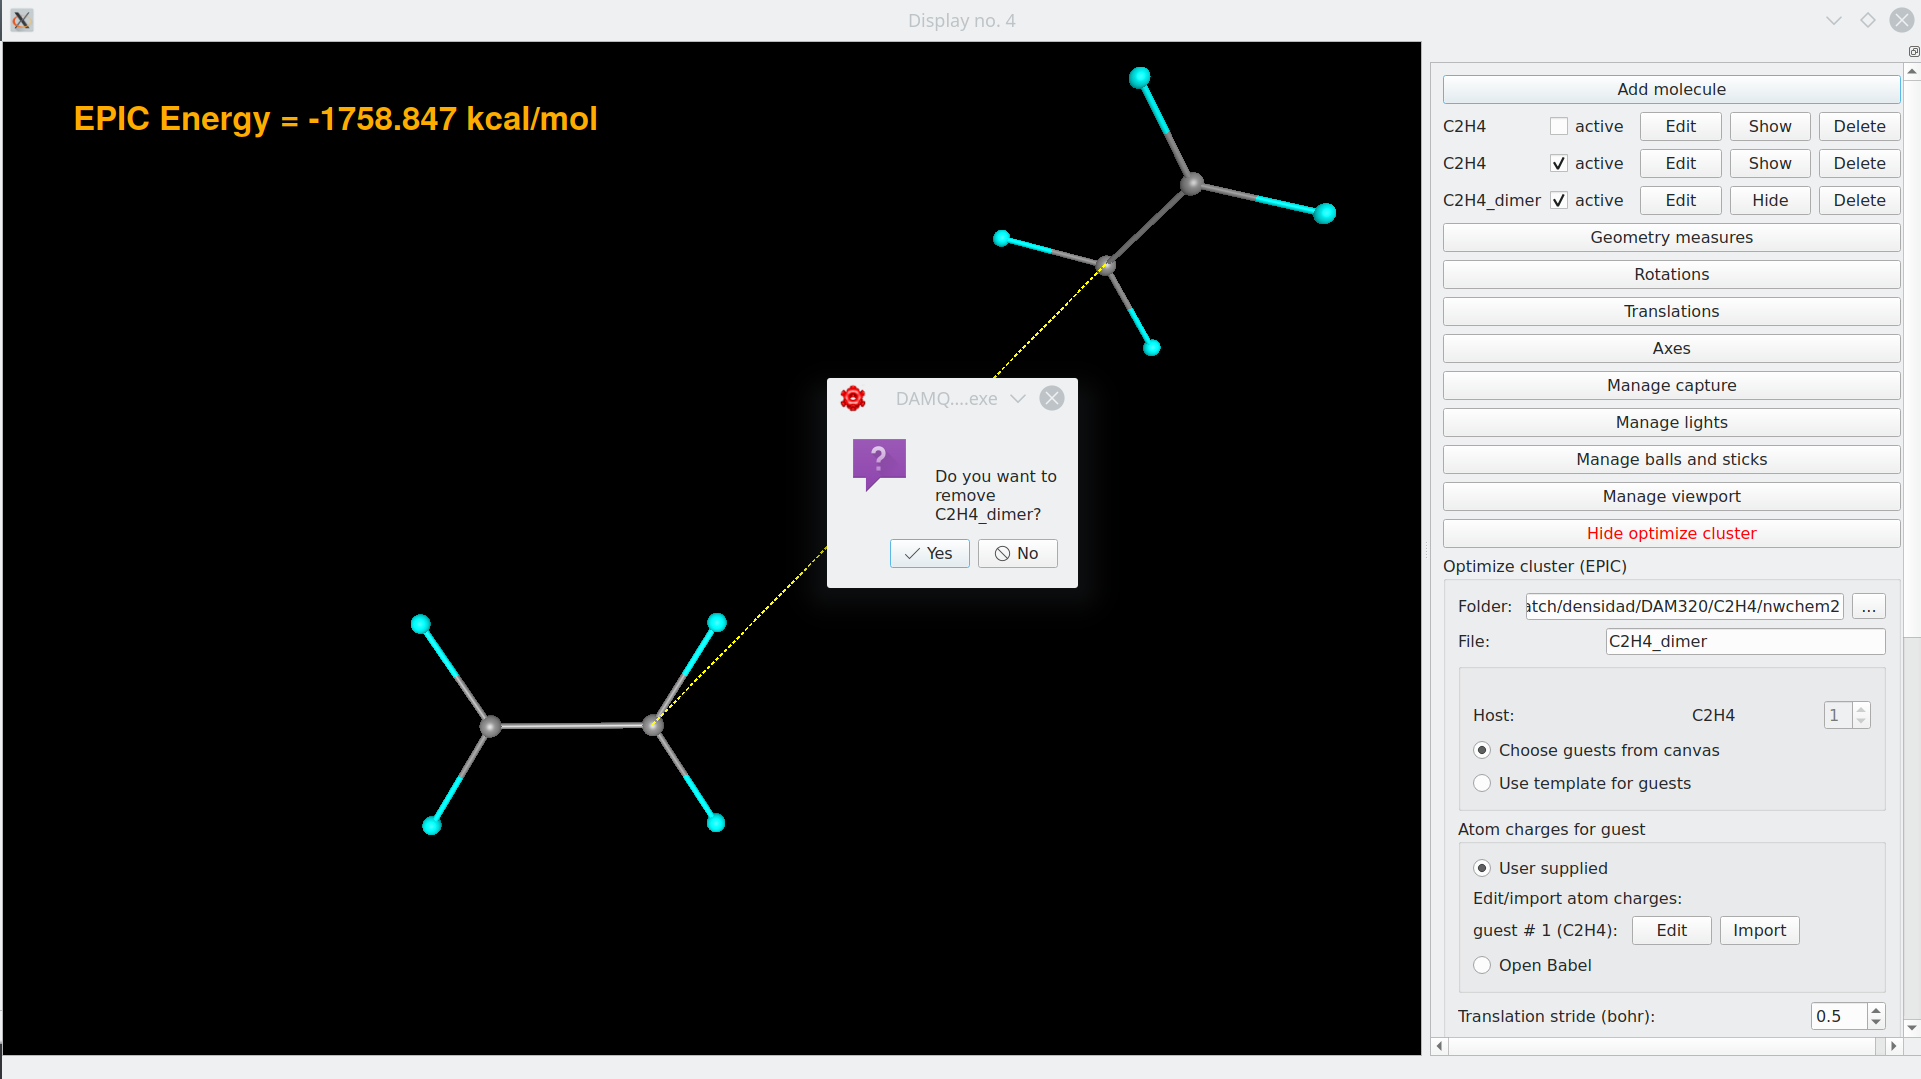 Display no. 4
EPIC Energy = -1758.847 kcal/mol
DAMQ....exe
?
Do you want to
remove
C2H4_dimer?
Yes No
Add molecule
C2H4 active Edit Show Delete
C2H4 active Edit Show Delete
C2H4_dimer active Edit Hide Delete
Geometry measures
Rotations
Translations
Axes
Manage capture
Manage lights
Manage balls and sticks
Manage viewport
Hide optimize cluster
Optimize cluster (EPIC)
Folder: atch/densidad/DAM320/C2H4/nwchem2 ...
File: C2H4_dimer
Host: C2H4 1
Choose guests from canvas
Use template for guests
Atom charges for guest
User supplied
Edit/import atom charges:
guest # 1 (C2H4): Edit Import
Open Babel
Translation stride (bohr): 0.5